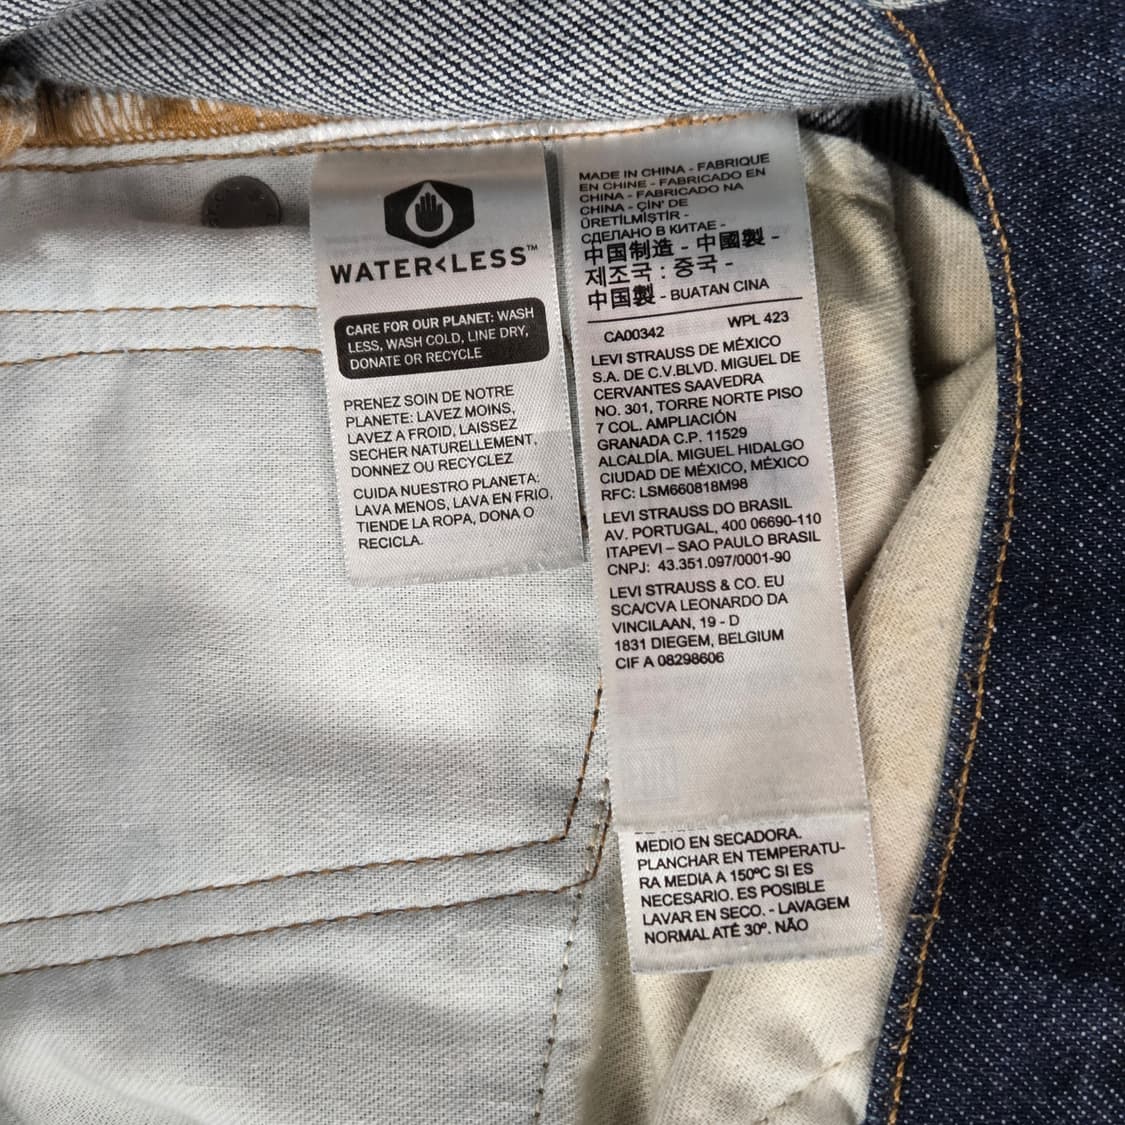 WATER<LESS™
CARE FOR OUR PLANET: WASH
LESS, WASH COLD, LINE DRY,
DONATE OR RECYCLE
PRENEZ SOIN DE NOTRE
PLANETE: LAVEZ MOINS,
LAVEZ A FROID, LAISSEZ
SECHER NATURELLEMENT,
DONNEZ OU RECYCLEZ
CUIDA NUESTRO PLANETA:
LAVA MENOS, LAVA EN FRIO,
TIENDE LA ROPA, DONA O
RECICLA.
MADE IN CHINA - FABRIQUE
EN CHINE - FABRICADO EN
CHINA - FABRICADO NA
CHINA - ÇIN' DE
ÜRETİLMİŞTİR -
СДЕЛАНО В КИТАЕ -
中国制造 - 中國製 -
제조국 : 중국 -
中国製 - BUATAN CINA
CA00342 WPL 423
LEVI STRAUSS DE MÉXICO
S.A. DE C.V.BLVD. MIGUEL DE
CERVANTES SAAVEDRA
NO. 301, TORRE NORTE PISO
7 COL. AMPLIACIÓN
GRANADA C.P. 11529
ALCALDÍA. MIGUEL HIDALGO
CIUDAD DE MÉXICO, MÉXICO
RFC: LSM660818M98
LEVI STRAUSS DO BRASIL
AV. PORTUGAL, 400 06690-110
ITAPEVI – SAO PAULO BRASIL
CNPJ: 43.351.097/0001-90
LEVI STRAUSS & CO. EU
SCA/CVA LEONARDO DA
VINCILAAN, 19 - D
1831 DIEGEM, BELGIUM
CIF A 08298606
MEDIO EN SECADORA.
PLANCHAR EN TEMPERATU-
RA MEDIA A 150ºC SI ES
NECESARIO. ES POSIBLE
LAVAR EN SECO. - LAVAGEM
NORMAL ATÉ 30º. NÃO